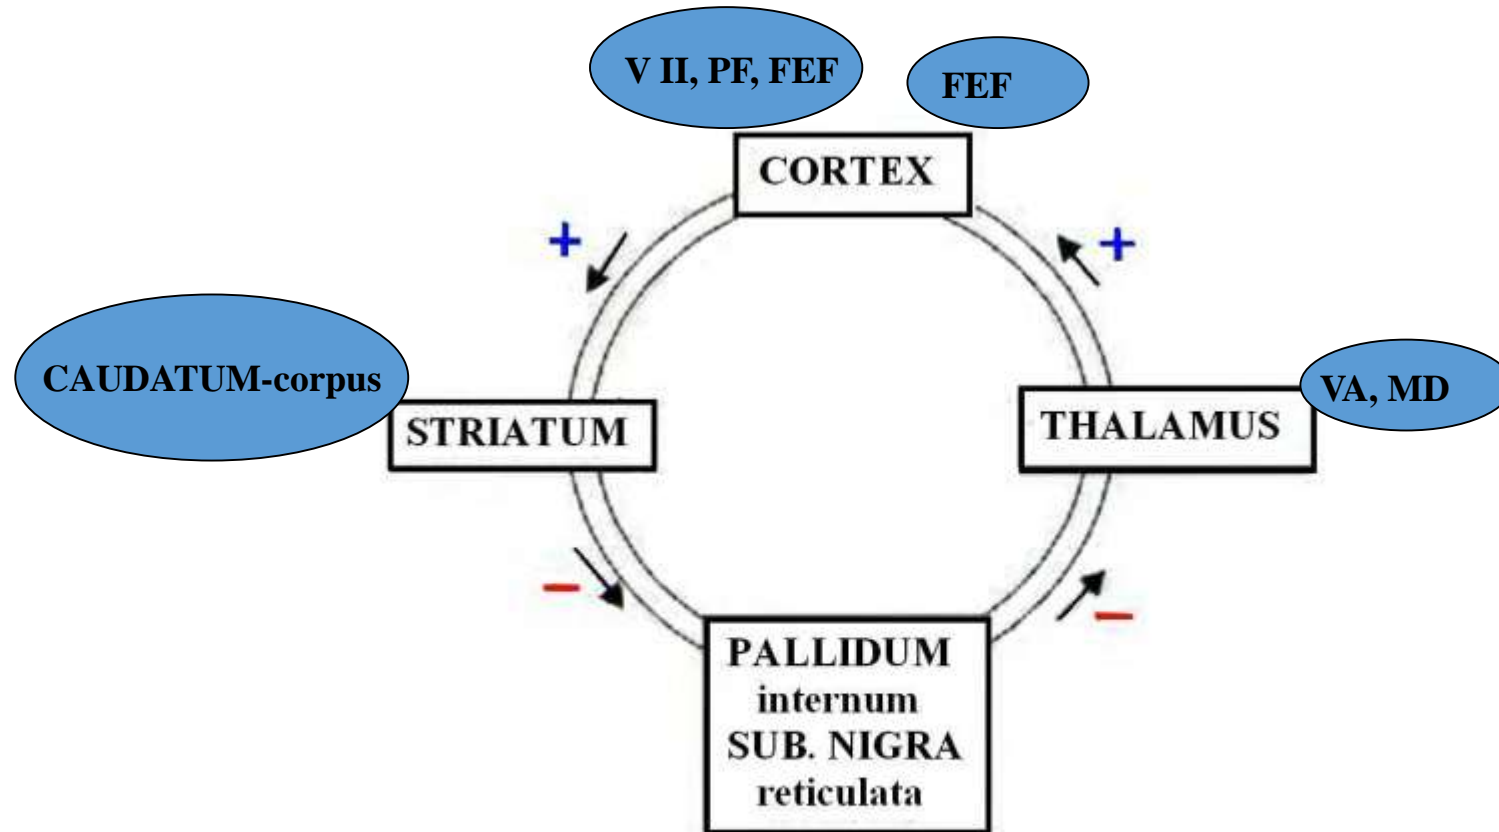 V II, PF, FEF
FEF
CORTEX
+
+
CAUDATUM-corpus
STRIATUM
THALAMUS
VA, MD
−
−
PALLIDUM
internum
SUB. NIGRA
reticulata